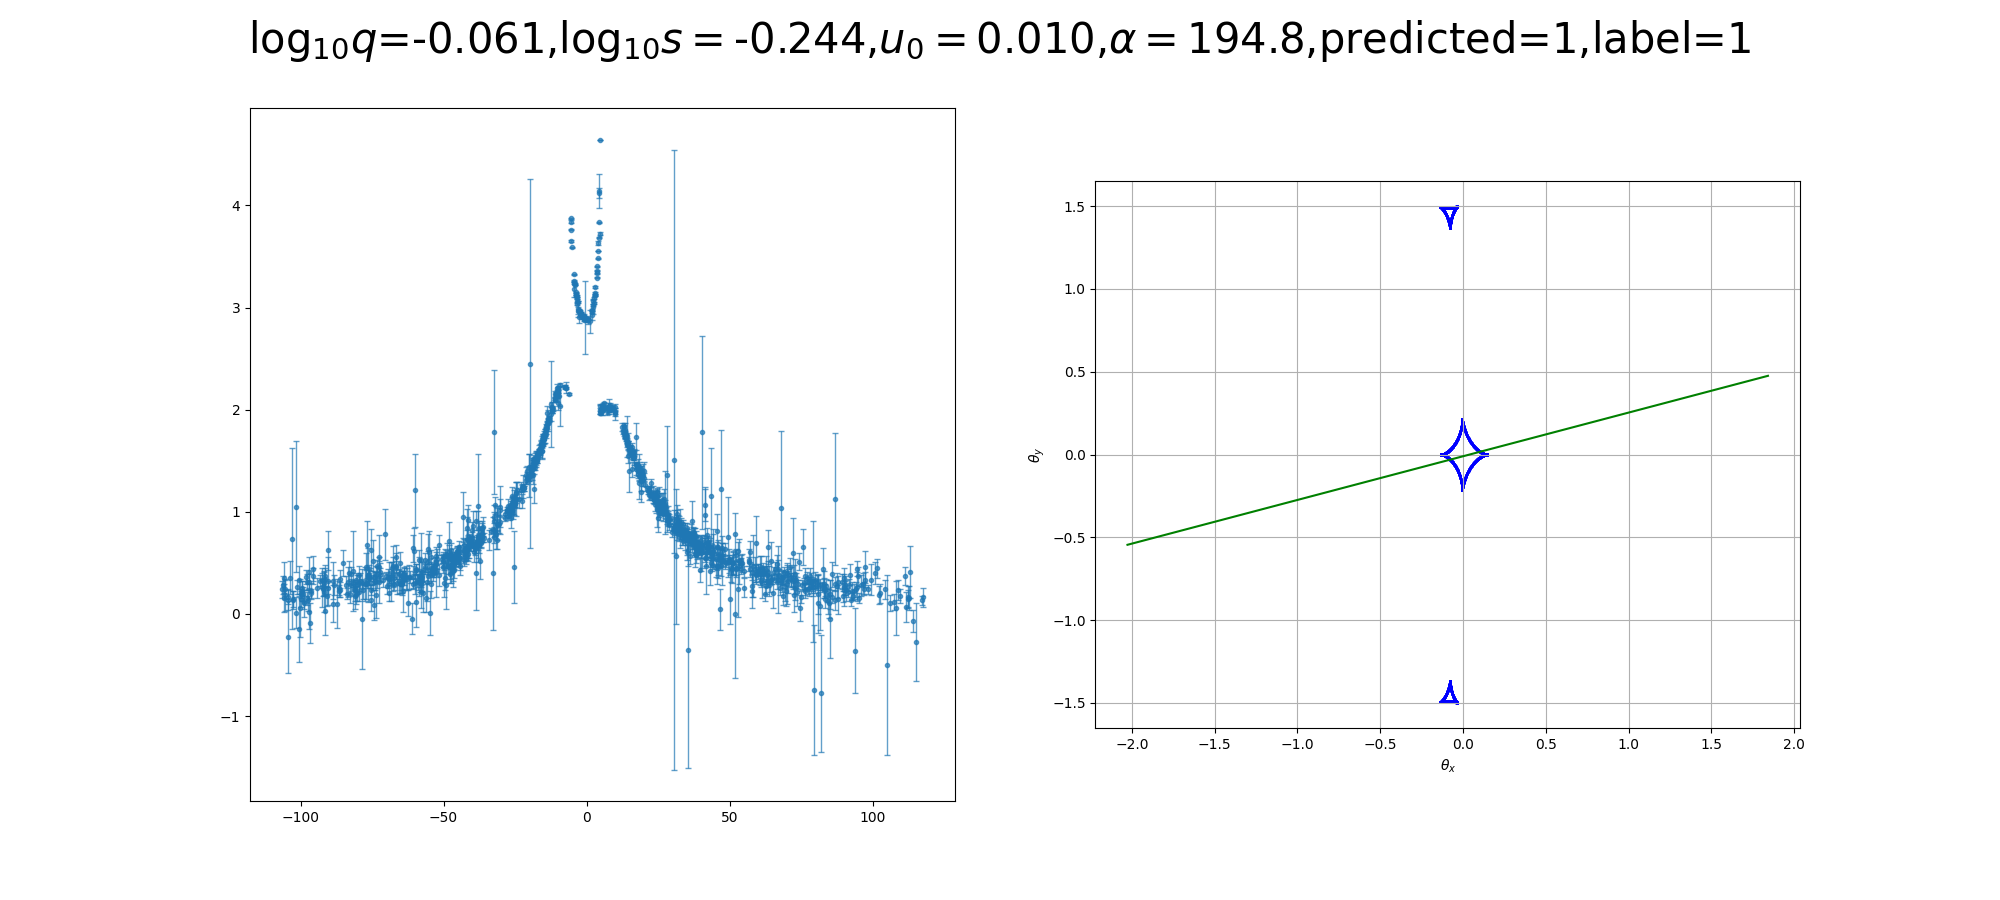 log₁₀q=-0.061,log₁₀s = -0.244,u₀ = 0.010,α = 194.8,predicted=1,label=1
4
3
2
1
0
−1
−100 −50 0 50 100
1.5
1.0
0.5
0.0
−0.5
−1.0
−1.5
θy
−2.0 −1.5 −1.0 −0.5 0.0 0.5 1.0 1.5 2.0
θx